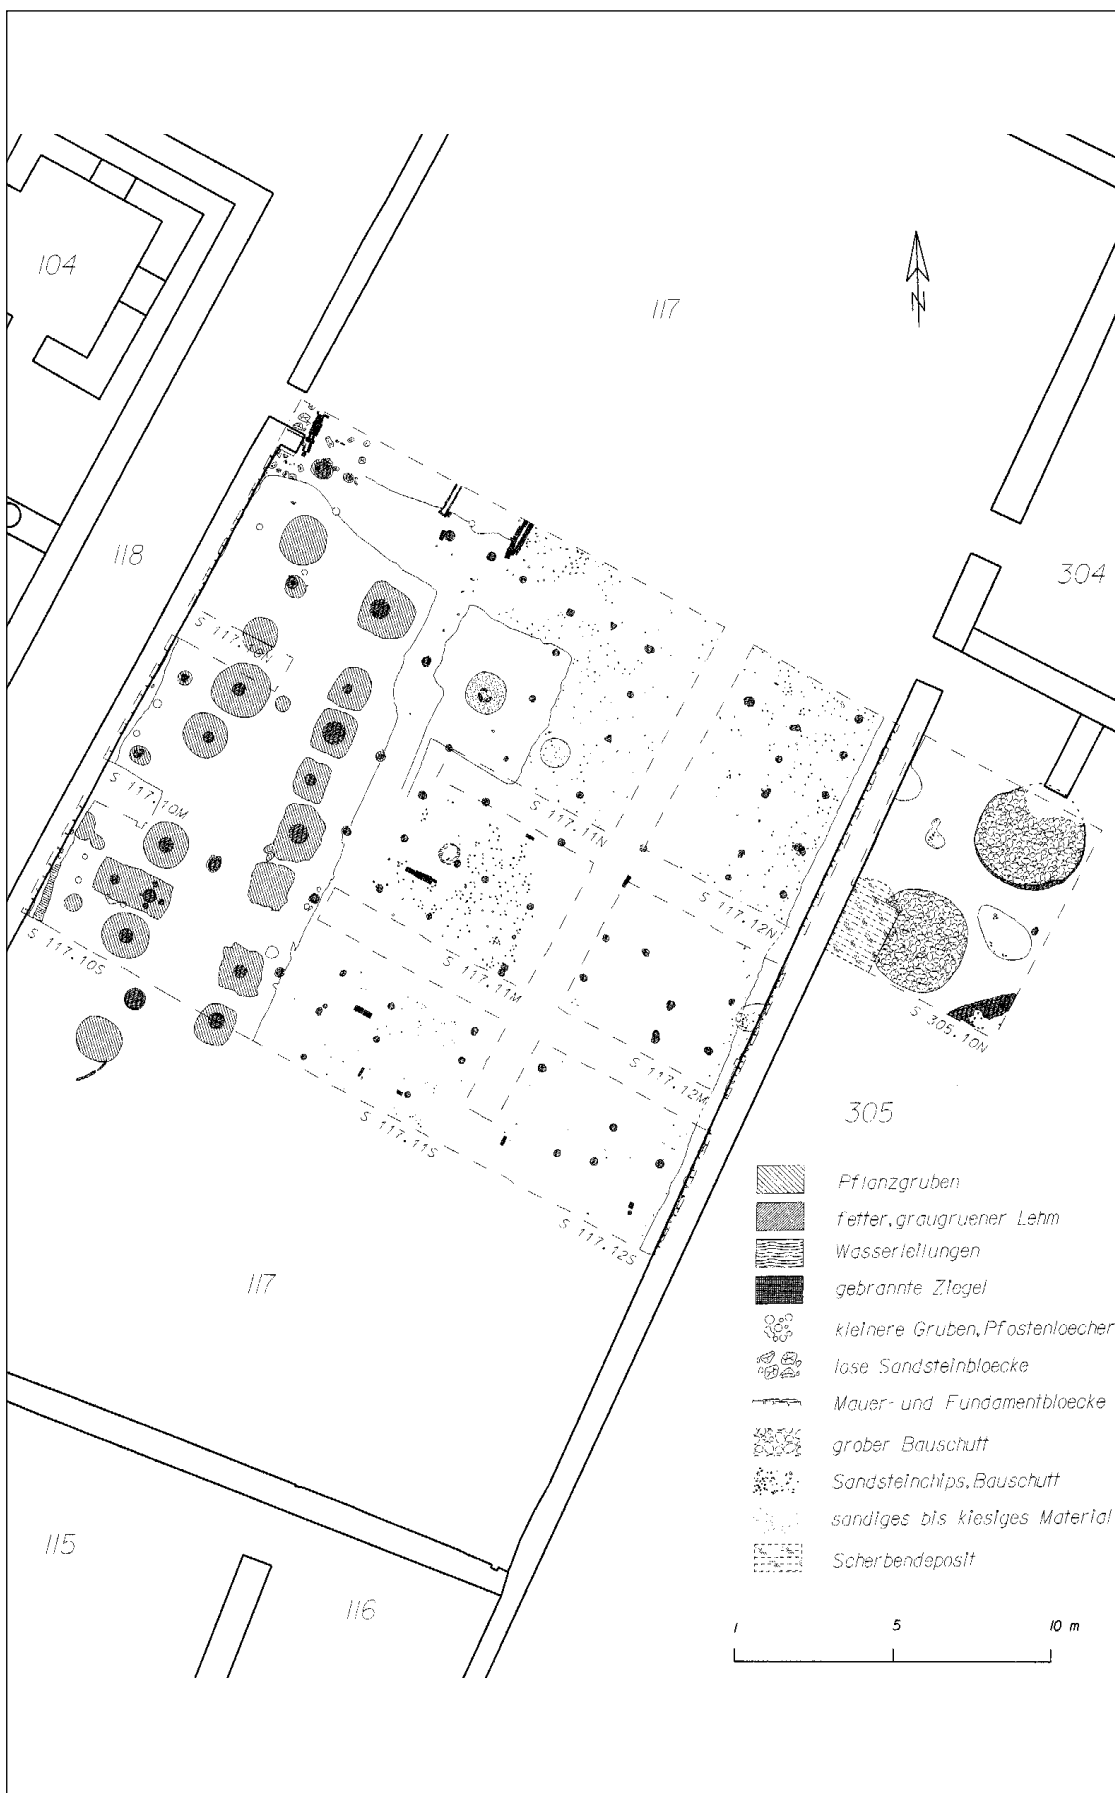 104
117
N
118
304
S 117.10N
S 117.10M
S 117.11N
S 117.12N
S 117.10S
S 117.11M
S 305.10N
S 117.12M
305
S 117.11S
S 117.12S
117
Pflanzgruben
fetter, graugruener Lehm
Wasserleitungen
gebrannte Ziegel
kleinere Gruben, Pfostenloecher
lose Sandsteinbloecke
Mauer- und Fundamentbloecke
grober Bauschutt
Sandsteinchips, Bauschutt
sandiges bis kiesiges Material
Scherbendeposit
115
116
1 5 10 m